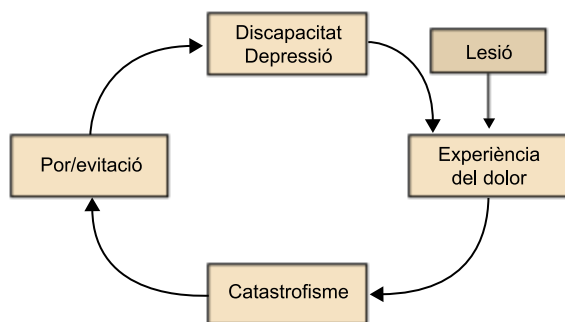 Discapacitat
Depressió
Lesió
Por/evitació
Experiència
del dolor
Catastrofisme